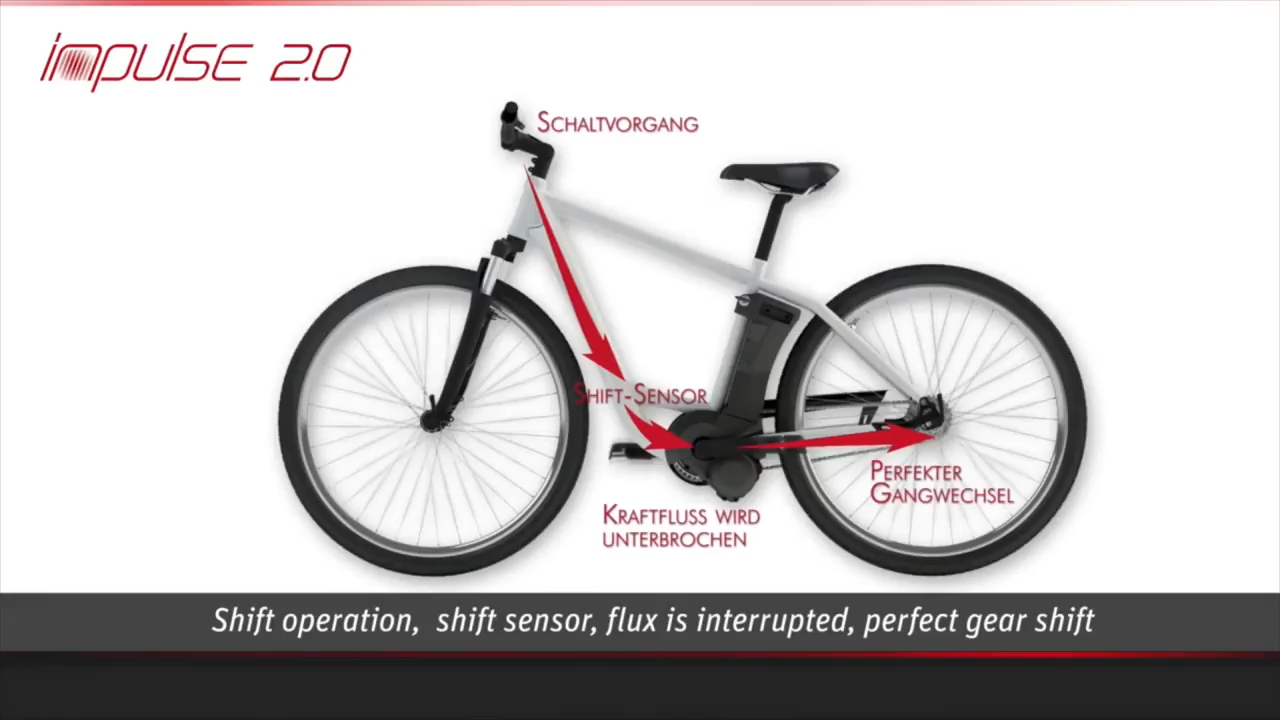 impulse 2.0
Schaltvorgang
Shift-Sensor
Perfekter
Gangwechsel
Kraftfluss wird
unterbrochen
Shift operation, shift sensor, flux is interrupted, perfect gear shift